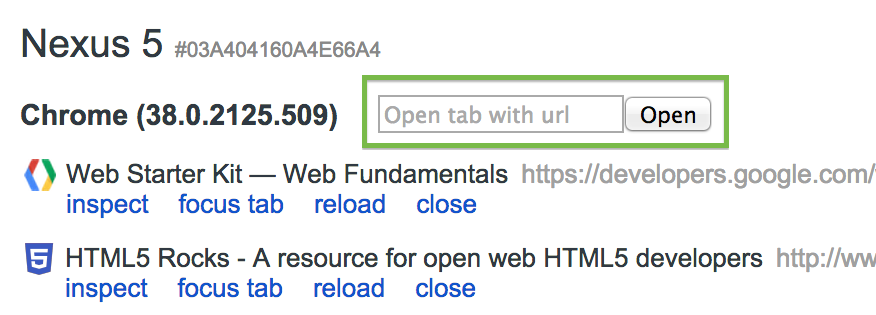 Nexus 5 #03A404160A4E66A4
Chrome (38.0.2125.509) Open tab with url Open
Web Starter Kit — Web Fundamentals https://developers.google.com/
inspect focus tab reload close
HTML5 Rocks - A resource for open web HTML5 developers http://ww
inspect focus tab reload close